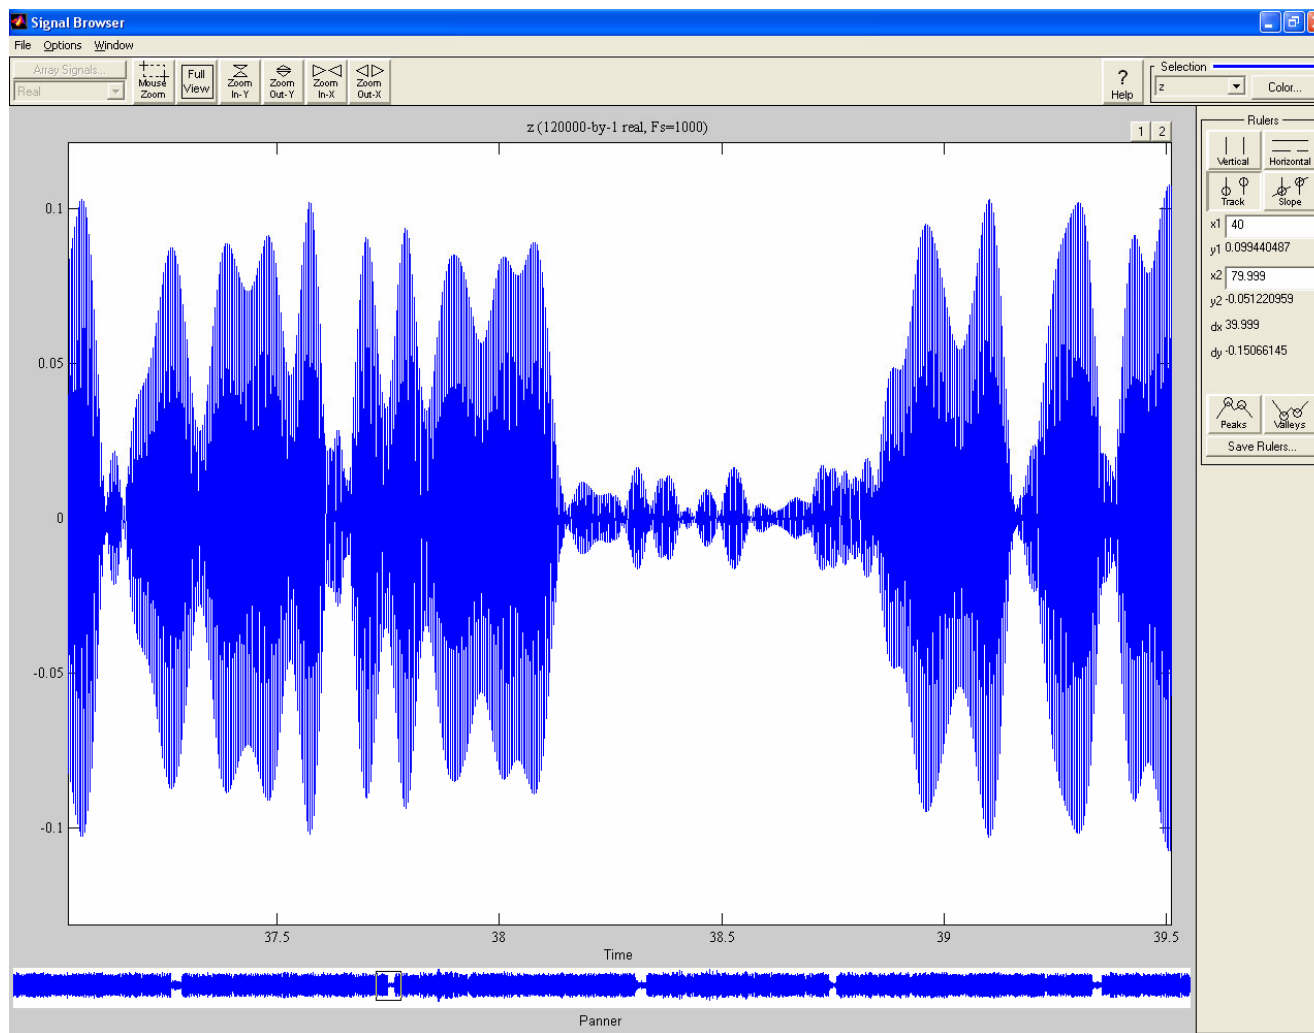 Signal Browser
File Options Window
Array Signals...
Real
Mouse Zoom
Full View
Zoom In-Y
Zoom Out-Y
Zoom In-X
Zoom Out-X
? Help
Selection
z
Color...
z (120000-by-1 real, Fs=1000)
1 2
Rulers
Vertical
Horizontal
Track
Slope
x1 40
y1 0.099440487
x2 79.999
y2 -0.051220959
dx 39.999
dy -0.15066145
Peaks
Valleys
Save Rulers...
0.1
0.05
0
-0.05
-0.1
37.5 38 38.5 39 39.5
Time
Panner